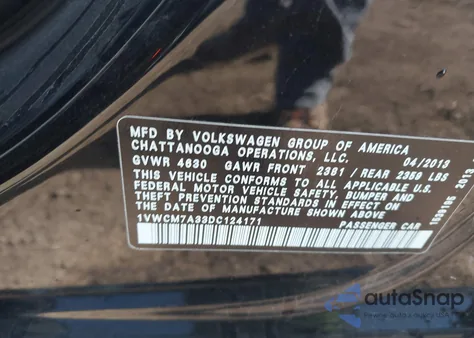 MFD BY VOLKSWAGEN GROUP OF AMERICA
CHATTANOOGA OPERATIONS, LLC. 04/2013
GVWR 4630 GAWR FRONT 2381 / REAR 2359 LBS
THIS VEHICLE CONFORMS TO ALL APPLICABLE U.S.
FEDERAL MOTOR VEHICLE SAFETY, BUMPER AND
THEFT PREVENTION STANDARDS IN EFFECT ON
THE DATE OF MANUFACTURE SHOWN ABOVE.
1VWCM7A33DC124171 PASSENGER CAR
2013
autoSnap